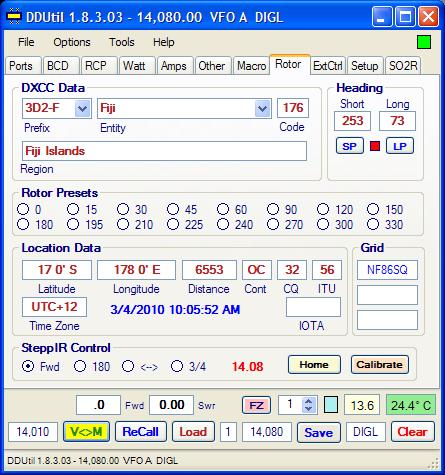 DDUtil 1.8.3.03 - 14,080.00 VFO A DIGL
File Options Tools Help
Ports BCD RCP Watt Amps Other Macro Rotor ExtCtrl Setup SO2R
DXCC Data
3D2-F Fiji 176
Prefix Entity Code
Fiji Islands
Region
Heading
Short Long
253 73
SP LP
Rotor Presets
0 15 30 45 60 90 120 150
180 195 210 225 240 270 300 330
Location Data
17 0' S 178 0' E 6553 OC 32 56
Latitude Longitude Distance Cont CQ ITU
UTC+12 3/4/2010 10:05:52 AM
Time Zone IOTA
Grid
NF86SQ
SteppIR Control
Fwd 180 <--> 3/4 14.08 Home Calibrate
.0 Fwd 0.00 Swr FZ 1 13.6 24.4° C
14,010 V<>M ReCall Load 1 14,080 Save DIGL Clear
DDUtil 1.8.3.03 - 14,080.00 VFO A DIGL